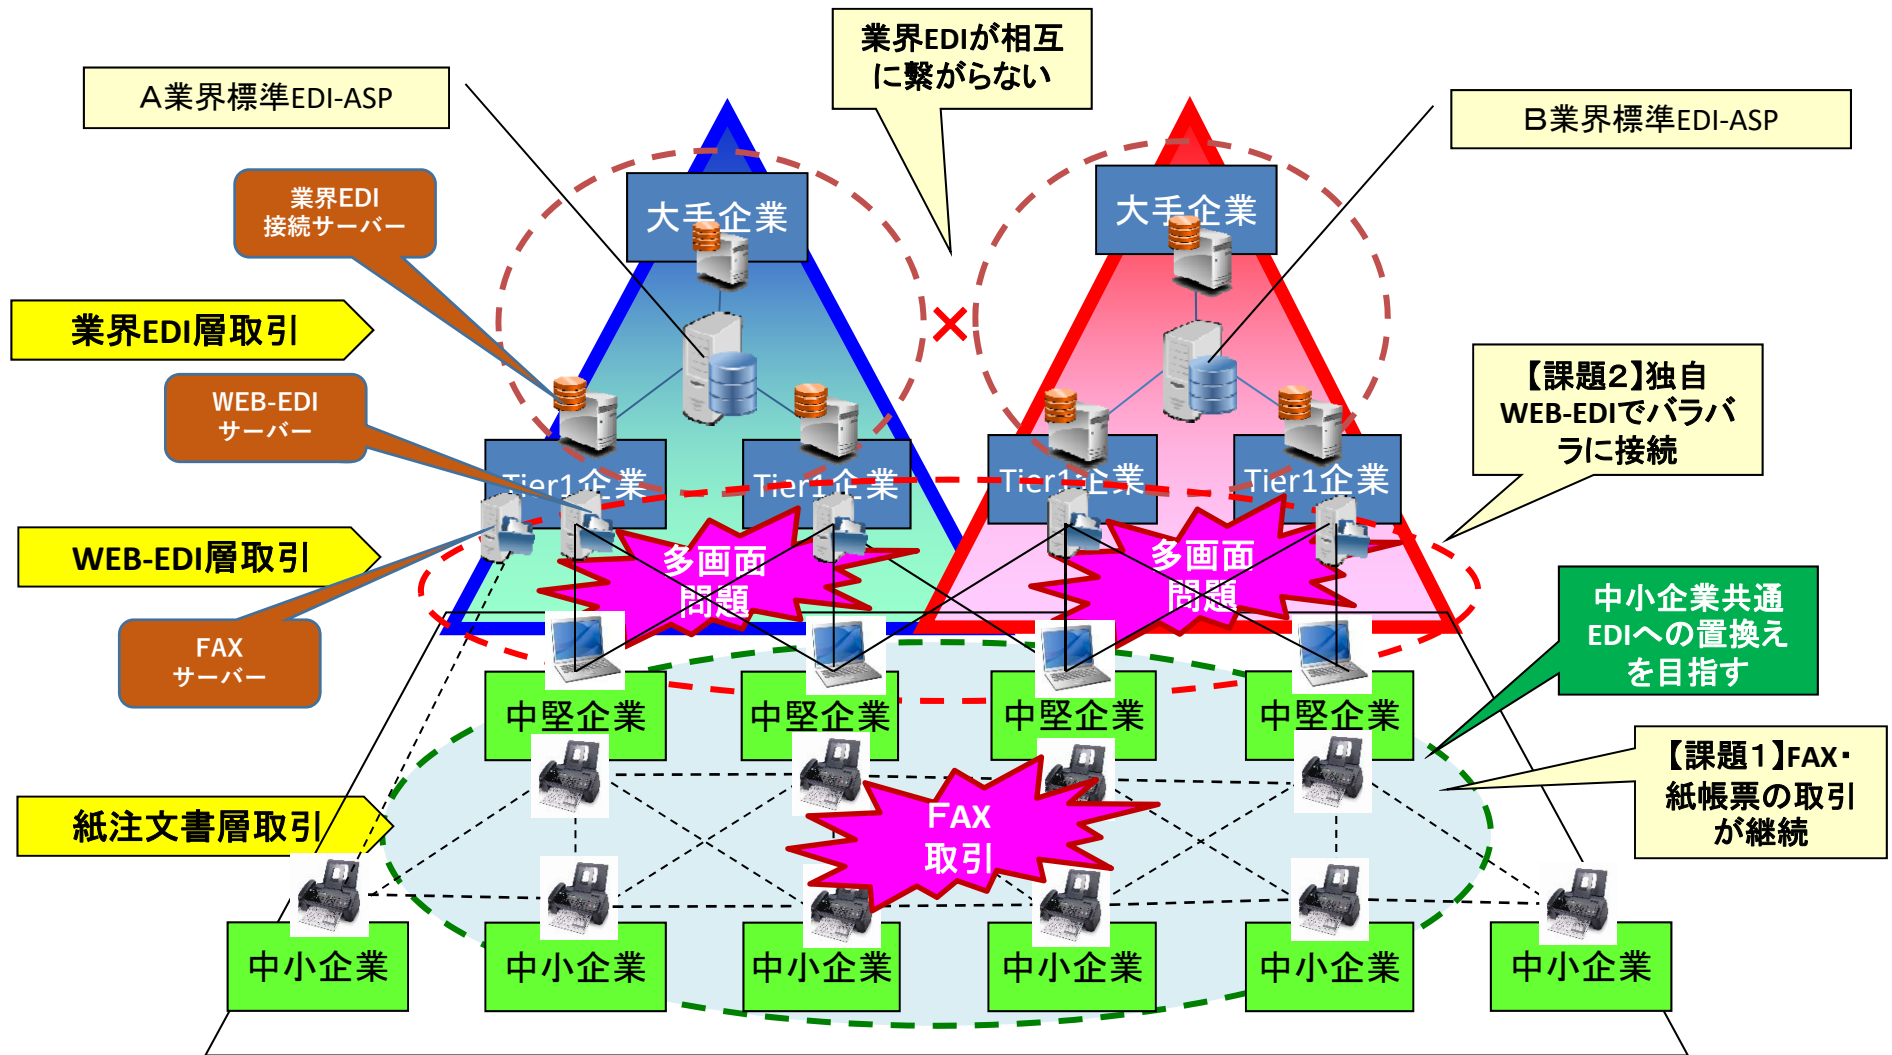 業界EDIが相互
に繋がらない
A業界標準EDI-ASP
B業界標準EDI-ASP
業界EDI
接続サーバー
大手企業
大手企業
業界EDI層取引
×
【課題2】独自
WEB-EDIでバラバ
ラに接続
WEB-EDI
サーバー
Tier1企業
Tier1企業
Tier1企業
Tier1企業
WEB-EDI層取引
多画面
問題
多画面
問題
中小企業共通
EDIへの置換え
を目指す
FAX
サーバー
中堅企業
中堅企業
中堅企業
中堅企業
【課題1】FAX・
紙帳票の取引
が継続
紙注文書層取引
FAX
取引
中小企業
中小企業
中小企業
中小企業
中小企業
中小企業